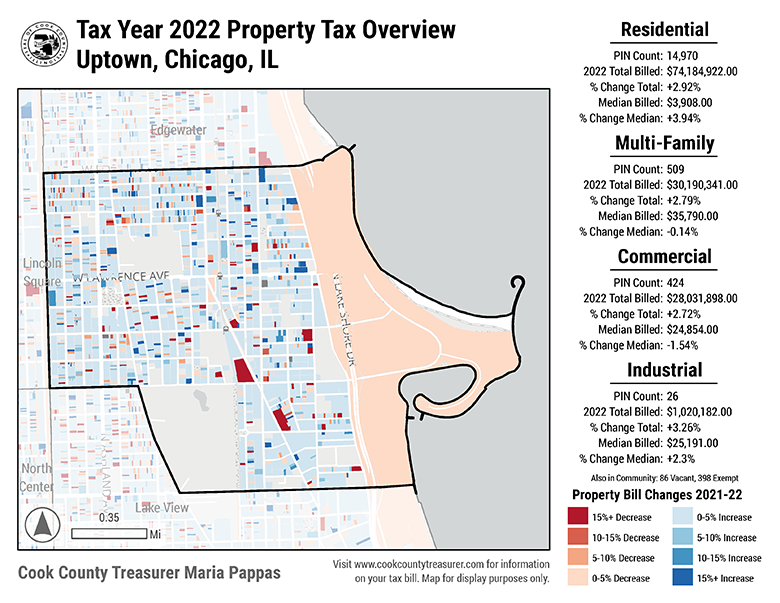 Tax Year 2022 Property Tax Overview
Uptown, Chicago, IL
Edgewater
Lincoln
Square
W LAWRENCE AVE
N LAKE SHORE DR
North
Center
Lake View
0.35
Mi
Cook County Treasurer Maria Pappas
Visit www.cookcountytreasurer.com for information
on your tax bill. Map for display purposes only.
Residential
PIN Count: 14,970
2022 Total Billed: $74,184,922.00
% Change Total: +2.92%
Median Billed: $3,908.00
% Change Median: +3.94%
Multi-Family
PIN Count: 509
2022 Total Billed: $30,190,341.00
% Change Total: +2.79%
Median Billed: $35,790.00
% Change Median: -0.14%
Commercial
PIN Count: 424
2022 Total Billed: $28,031,898.00
% Change Total: +2.72%
Median Billed: $24,854.00
% Change Median: -1.54%
Industrial
PIN Count: 26
2022 Total Billed: $1,020,182.00
% Change Total: +3.26%
Median Billed: $25,191.00
% Change Median: +2.3%
Also in Community: 86 Vacant, 398 Exempt
Property Bill Changes 2021-22
15%+ Decrease
10-15% Decrease
5-10% Decrease
0-5% Decrease
0-5% Increase
5-10% Increase
10-15% Increase
15%+ Increase